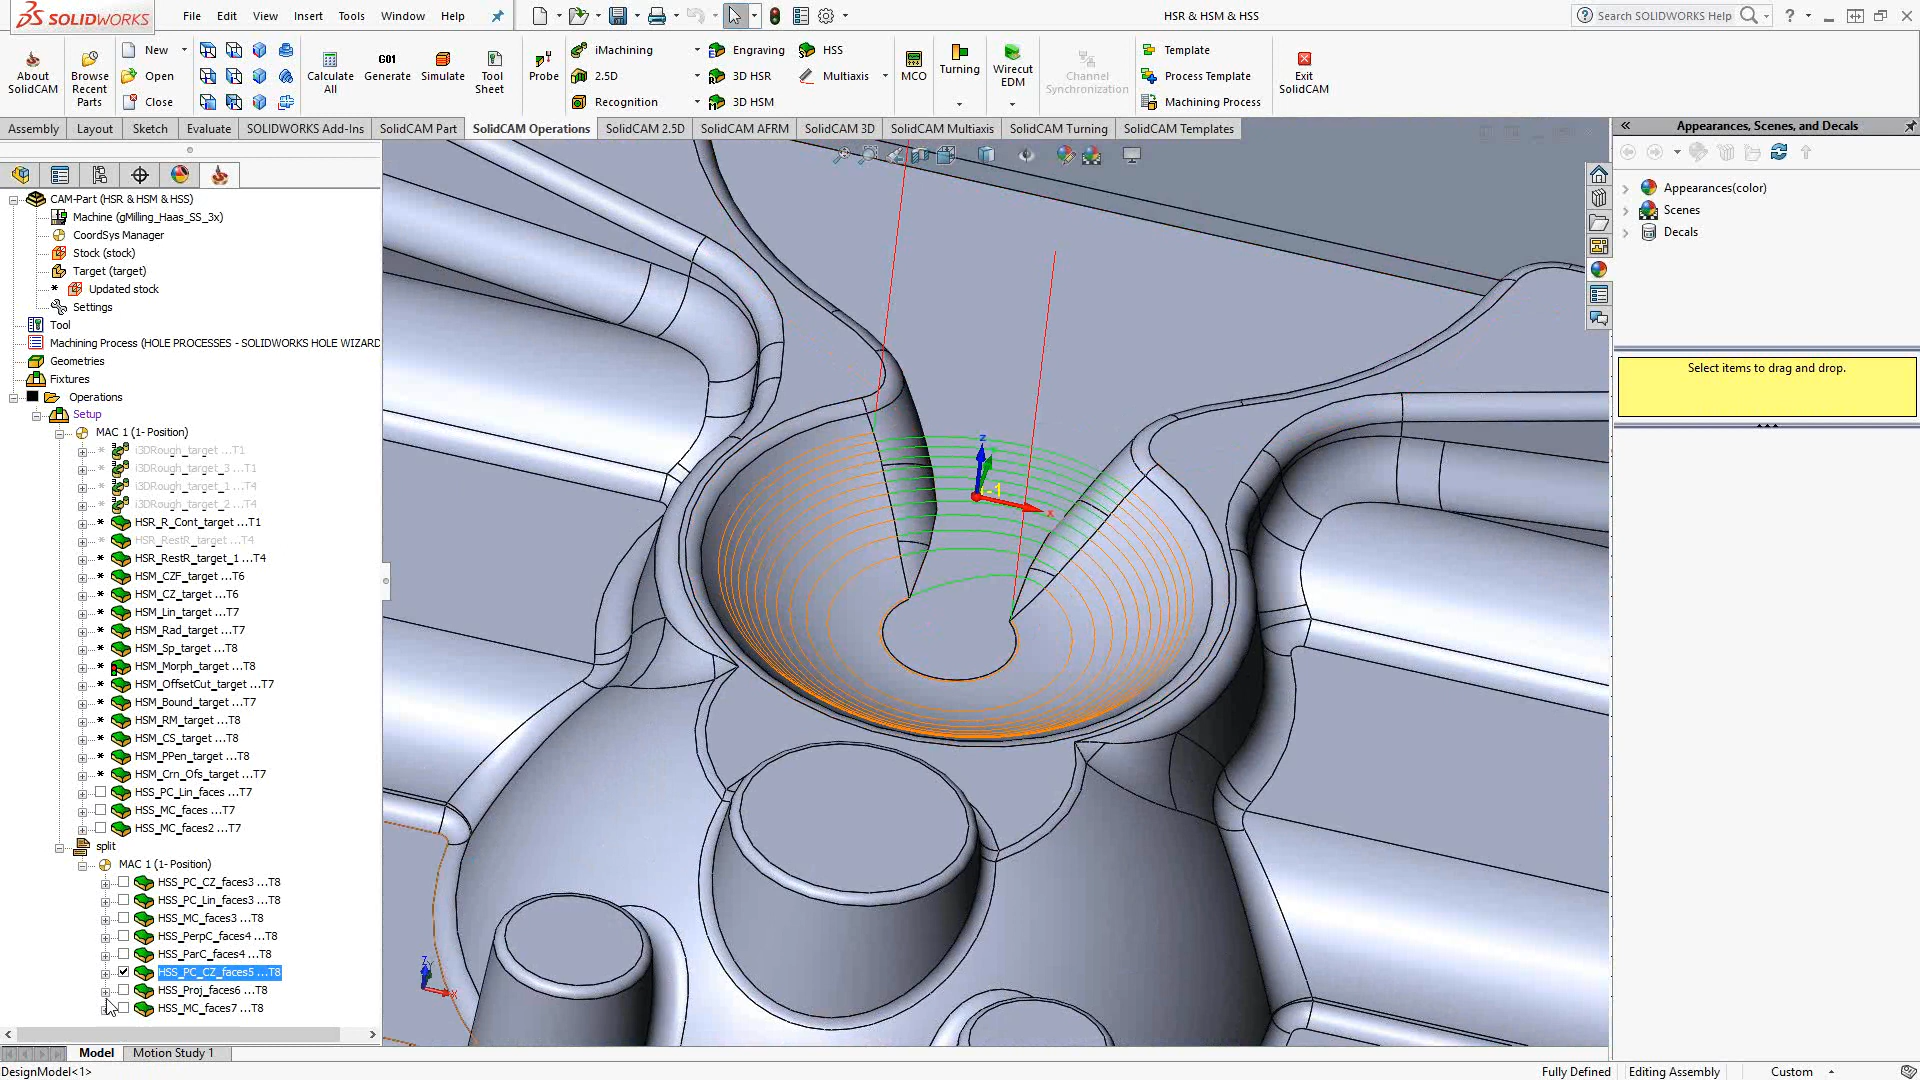 SOLIDWORKS
File Edit View Insert Tools Window Help
HSR & HSM & HSS
Search SOLIDWORKS Help
About SolidCAM
Browse Recent Parts
New
Open
Close
Calculate All
G01
Generate
Simulate
Tool Sheet
Probe
iMachining
2.5D
Recognition
Engraving
3D HSR
3D HSM
HSS
Multiaxis
MCO
Turning
Wirecut EDM
Channel Synchronization
Template
Process Template
Machining Process
Exit SolidCAM
Assembly Layout Sketch Evaluate SOLIDWORKS Add-Ins SolidCAM Part SolidCAM Operations SolidCAM 2.5D SolidCAM AFRM SolidCAM 3D SolidCAM Multiaxis SolidCAM Turning SolidCAM Templates
CAM-Part (HSR & HSM & HSS)
Machine (gMilling_Haas_SS_3x)
CoordSys Manager
Stock (stock)
Target (target)
* Updated stock
Settings
Tool
Machining Process (HOLE PROCESSES - SOLIDWORKS HOLE WIZARD
Geometries
Fixtures
Operations
Setup
MAC 1 (1- Position)
* i3DRough_target ...T1
* i3DRough_target_3 ...T1
* i3DRough_target_1 ...T4
* i3DRough_target_2 ...T4
* HSR_R_Cont_target ...T1
* HSR_RestR_target ...T4
* HSR_RestR_target_1 ...T4
* HSM_CZF_target ...T6
* HSM_CZ_target ...T6
* HSM_Lin_target ...T7
* HSM_Rad_target ...T7
* HSM_Sp_target ...T8
* HSM_Morph_target ...T8
* HSM_OffsetCut_target ...T7
* HSM_Bound_target ...T7
* HSM_RM_target ...T8
* HSM_CS_target ...T8
* HSM_PPen_target ...T8
* HSM_Crn_Ofs_target ...T7
HSS_PC_Lin_faces ...T7
HSS_MC_faces ...T7
HSS_MC_faces2 ...T7
split
MAC 1 (1- Position)
HSS_PC_CZ_faces3 ...T8
HSS_PC_Lin_faces3 ...T8
HSS_MC_faces3 ...T8
HSS_PerpC_faces4 ...T8
HSS_ParC_faces4 ...T8
HSS_PC_CZ_faces5 ...T8
HSS_Proj_faces6 ...T8
HSS_MC_faces7 ...T8
z
1-1
x
Z
X
Appearances, Scenes, and Decals
Appearances(color)
Scenes
Decals
Select items to drag and drop.
Model Motion Study 1
DesignModel<1>
Fully Defined Editing Assembly Custom